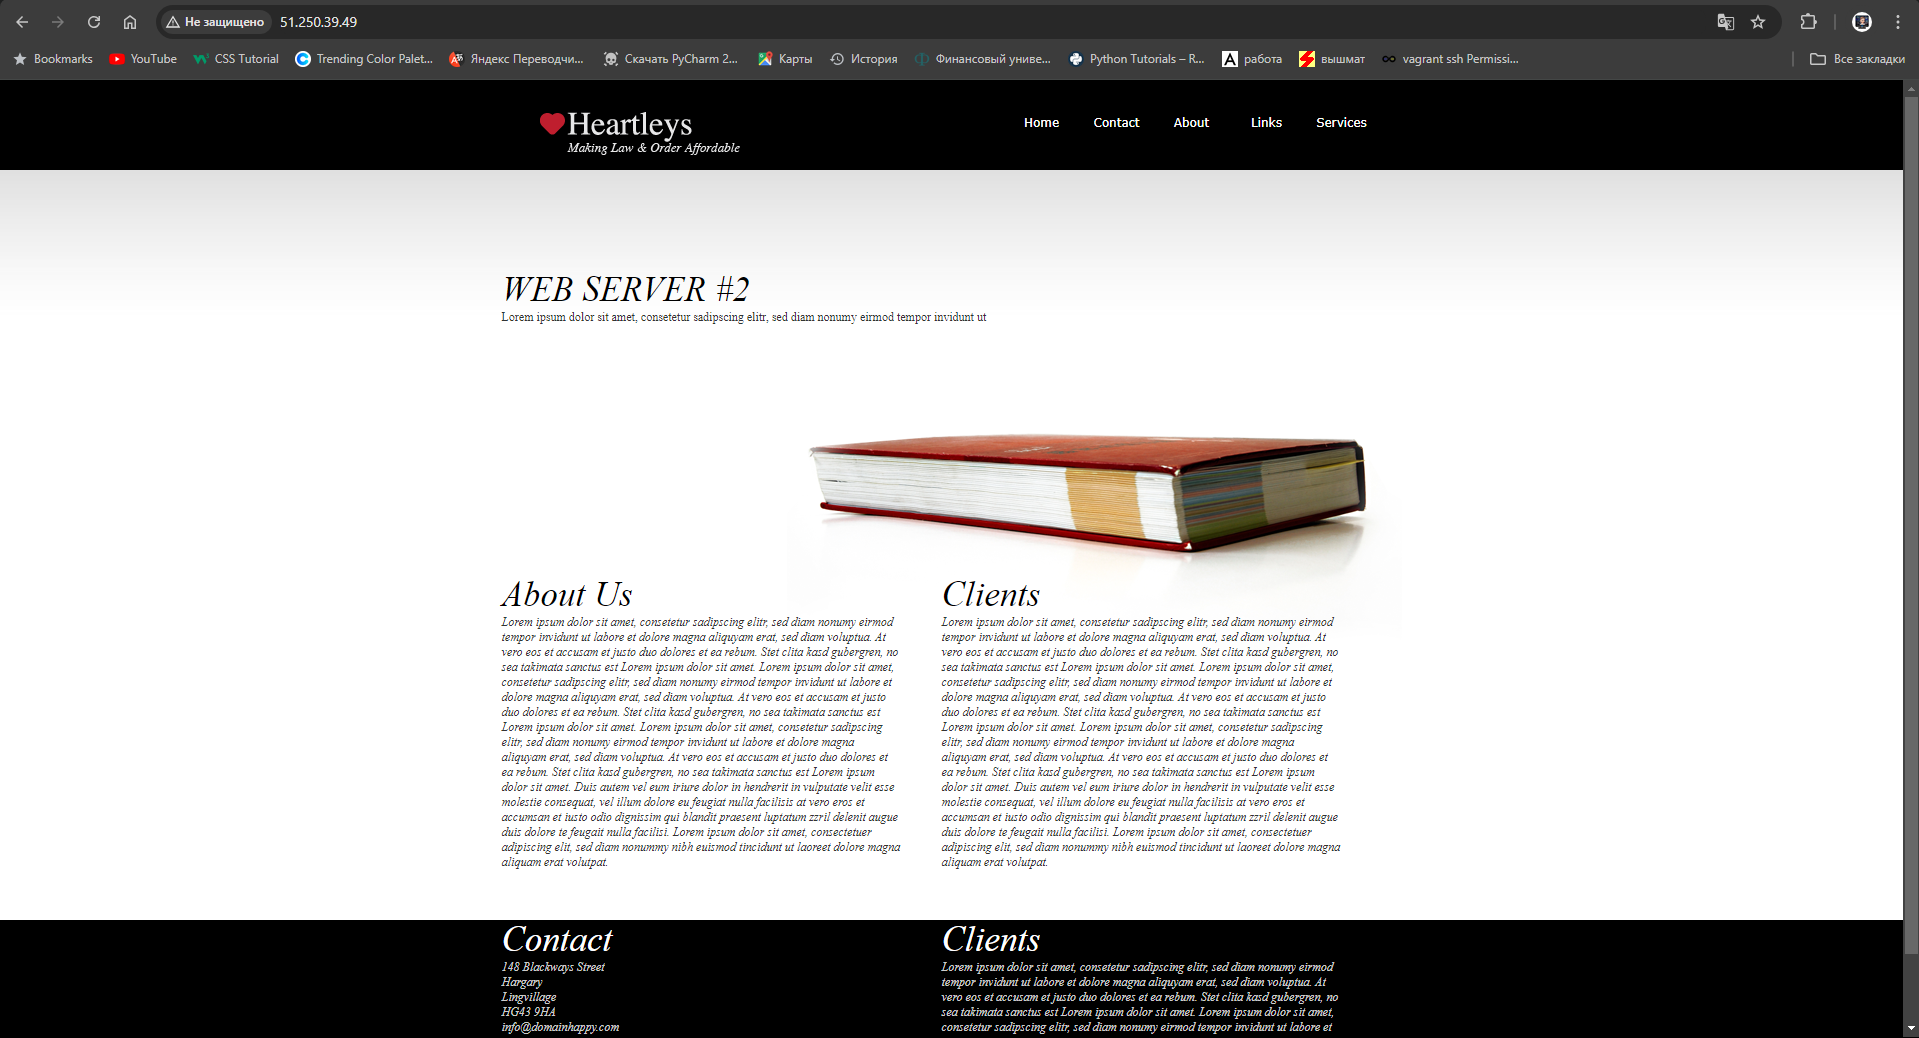 Не защищено 51.250.39.49
Bookmarks YouTube CSS Tutorial Trending Color Palet... Яндекс Переводчи... Скачать PyCharm 2... Карты История Финансовый униве... Python Tutorials – R... работа вышмат vagrant ssh Permissi... Все закладки
Heartleys
Making Law & Order Affordable
Home Contact About Links Services
WEB SERVER #2
Lorem ipsum dolor sit amet, consetetur sadipscing elitr, sed diam nonumy eirmod tempor invidunt ut
About Us
Lorem ipsum dolor sit amet, consetetur sadipscing elitr, sed diam nonumy eirmod
tempor invidunt ut labore et dolore magna aliquyam erat, sed diam voluptua. At
vero eos et accusam et justo duo dolores et ea rebum. Stet clita kasd gubergren, no
sea takimata sanctus est Lorem ipsum dolor sit amet. Lorem ipsum dolor sit amet,
consetetur sadipscing elitr, sed diam nonumy eirmod tempor invidunt ut labore et
dolore magna aliquyam erat, sed diam voluptua. At vero eos et accusam et justo
duo dolores et ea rebum. Stet clita kasd gubergren, no sea takimata sanctus est
Lorem ipsum dolor sit amet. Lorem ipsum dolor sit amet, consetetur sadipscing
elitr, sed diam nonumy eirmod tempor invidunt ut labore et dolore magna
aliquyam erat, sed diam voluptua. At vero eos et accusam et justo duo dolores et
ea rebum. Stet clita kasd gubergren, no sea takimata sanctus est Lorem ipsum
dolor sit amet. Duis autem vel eum iriure dolor in hendrerit in vulputate velit esse
molestie consequat, vel illum dolore eu feugiat nulla facilisis at vero eros et
accumsan et iusto odio dignissim qui blandit praesent luptatum zzril delenit augue
duis dolore te feugait nulla facilisi. Lorem ipsum dolor sit amet, consectetuer
adipiscing elit, sed diam nonummy nibh euismod tincidunt ut laoreet dolore magna
aliquam erat volutpat.
Clients
Lorem ipsum dolor sit amet, consetetur sadipscing elitr, sed diam nonumy eirmod
tempor invidunt ut labore et dolore magna aliquyam erat, sed diam voluptua. At
vero eos et accusam et justo duo dolores et ea rebum. Stet clita kasd gubergren, no
sea takimata sanctus est Lorem ipsum dolor sit amet. Lorem ipsum dolor sit amet,
consetetur sadipscing elitr, sed diam nonumy eirmod tempor invidunt ut labore et
dolore magna aliquyam erat, sed diam voluptua. At vero eos et accusam et justo
duo dolores et ea rebum. Stet clita kasd gubergren, no sea takimata sanctus est
Lorem ipsum dolor sit amet. Lorem ipsum dolor sit amet, consetetur sadipscing
elitr, sed diam nonumy eirmod tempor invidunt ut labore et dolore magna
aliquyam erat, sed diam voluptua. At vero eos et accusam et justo duo dolores et
ea rebum. Stet clita kasd gubergren, no sea takimata sanctus est Lorem ipsum
dolor sit amet. Duis autem vel eum iriure dolor in hendrerit in vulputate velit esse
molestie consequat, vel illum dolore eu feugiat nulla facilisis at vero eros et
accumsan et iusto odio dignissim qui blandit praesent luptatum zzril delenit augue
duis dolore te feugait nulla facilisi. Lorem ipsum dolor sit amet, consectetuer
adipiscing elit, sed diam nonummy nibh euismod tincidunt ut laoreet dolore magna
aliquam erat volutpat.
Contact
148 Blackways Street
Hargary
Lingvillage
HG43 9HA
info@domainhappy.com
Clients
Lorem ipsum dolor sit amet, consetetur sadipscing elitr, sed diam nonumy eirmod
tempor invidunt ut labore et dolore magna aliquyam erat, sed diam voluptua. At
vero eos et accusam et justo duo dolores et ea rebum. Stet clita kasd gubergren, no
sea takimata sanctus est Lorem ipsum dolor sit amet. Lorem ipsum dolor sit amet,
consetetur sadipscing elitr, sed diam nonumy eirmod tempor invidunt ut labore et